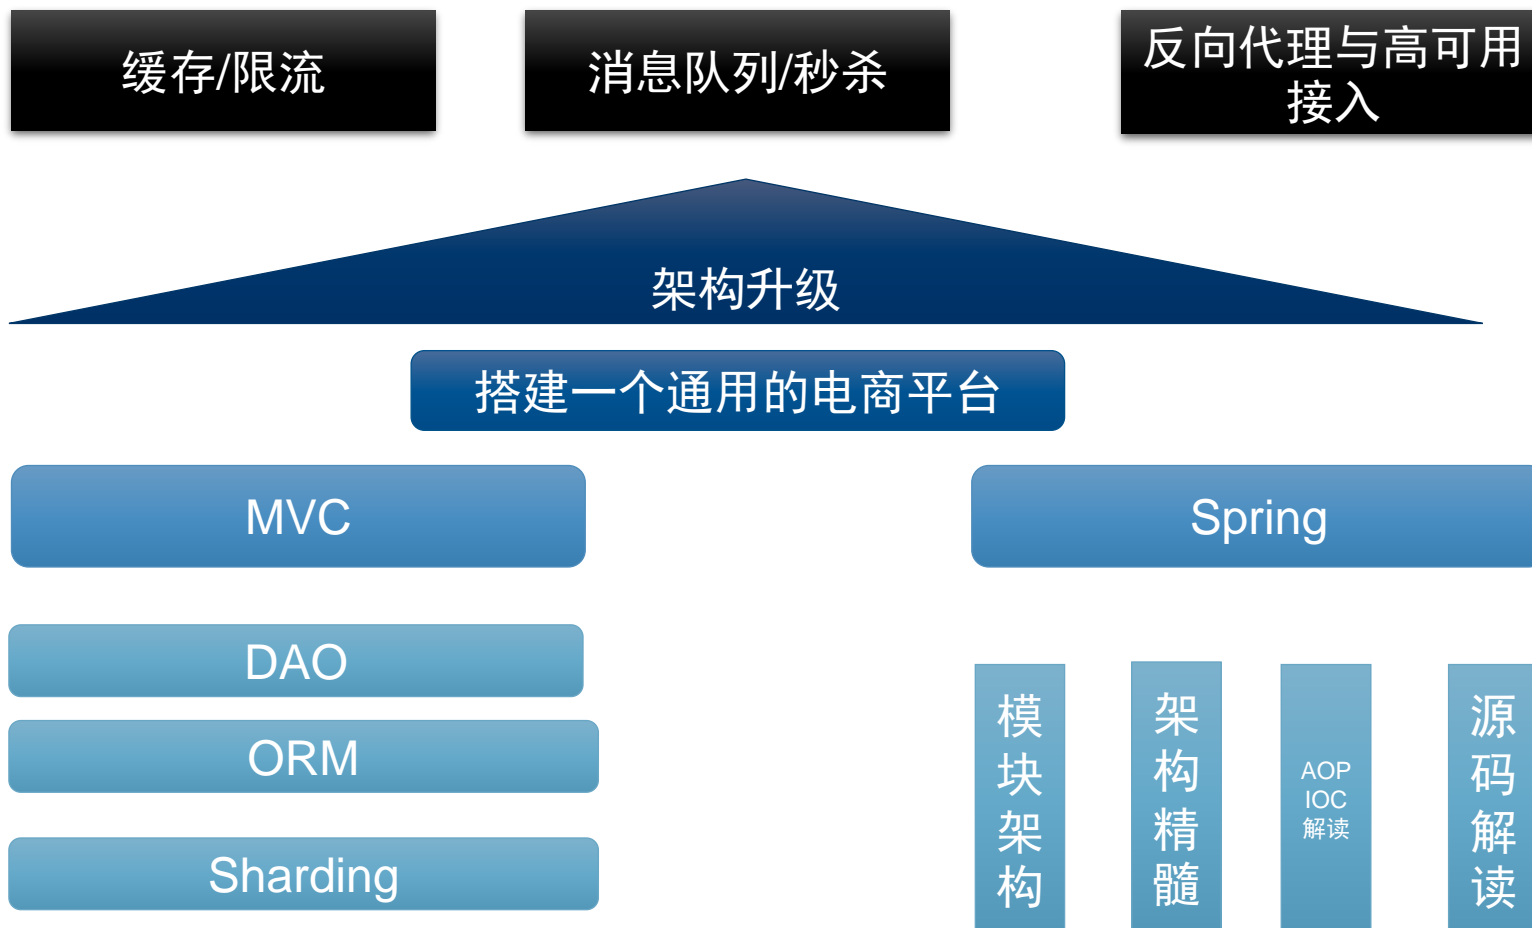 缓存/限流
消息队列/秒杀
反向代理与高可用
接入
架构升级
搭建一个通用的电商平台
MVC
Spring
DAO
ORM
Sharding
模块架构
架构精髓
AOP
IOC
解读
源码解读